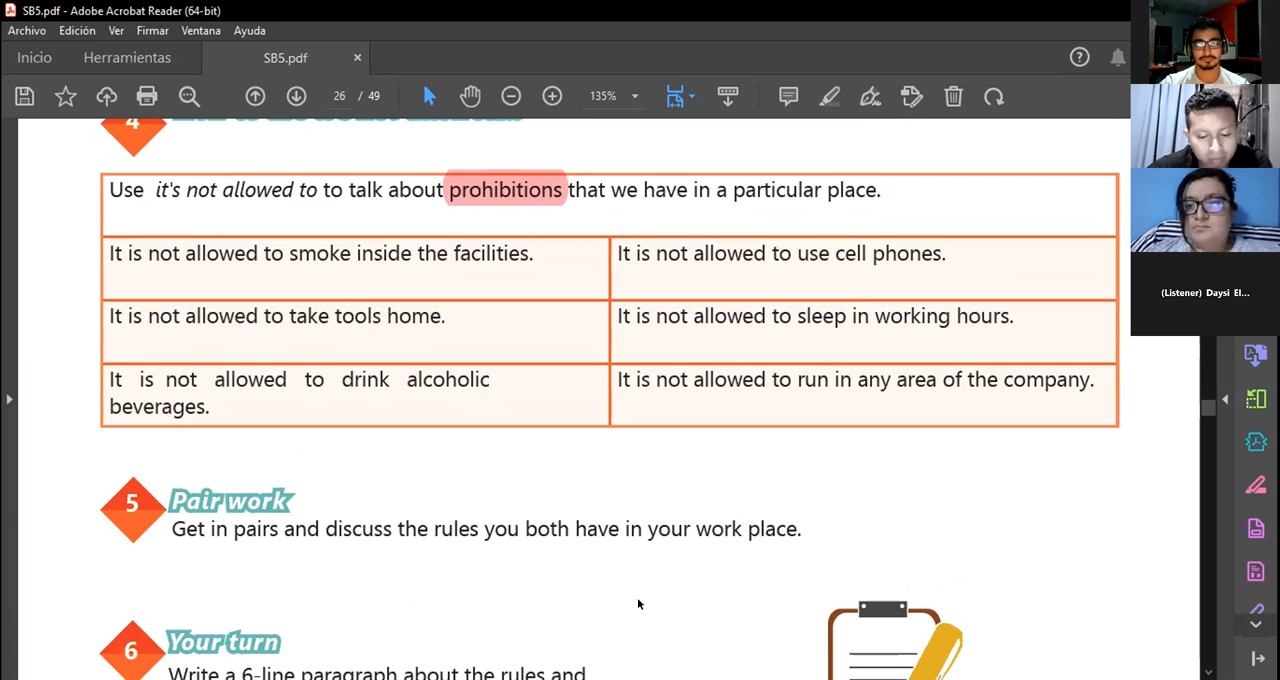 SB5.pdf - Adobe Acrobat Reader (64-bit)
Archivo Edición Ver Firmar Ventana Ayuda
Inicio Herramientas SB5.pdf ×
26 / 49 135%
4
Use it's not allowed to to talk about prohibitions that we have in a particular place.
It is not allowed to smoke inside the facilities.
It is not allowed to use cell phones.
It is not allowed to take tools home.
It is not allowed to sleep in working hours.
It is not allowed to drink alcoholic
beverages.
It is not allowed to run in any area of the company.
5 Pair work
Get in pairs and discuss the rules you both have in your work place.
6 Your turn
Write a 6-line paragraph about the rules and
(Listener) Daysi El...